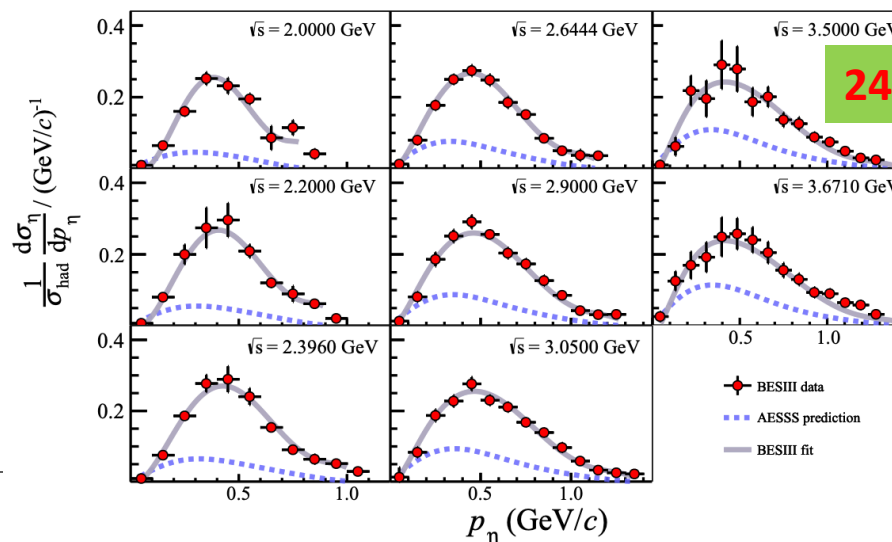 √s = 2.0000 GeV
√s = 2.6444 GeV
√s = 3.5000 GeV
24
√s = 2.2000 GeV
√s = 2.9000 GeV
√s = 3.6710 GeV
√s = 2.3960 GeV
√s = 3.0500 GeV
0.4
0.2
0.4
0.2
0.4
0.2
1/σhad dση/dpη / (GeV/c)-1
0.5 1.0
BESIII data
AESSS prediction
BESIII fit
0.5 1.0 0.5 1.0
pη (GeV/c)